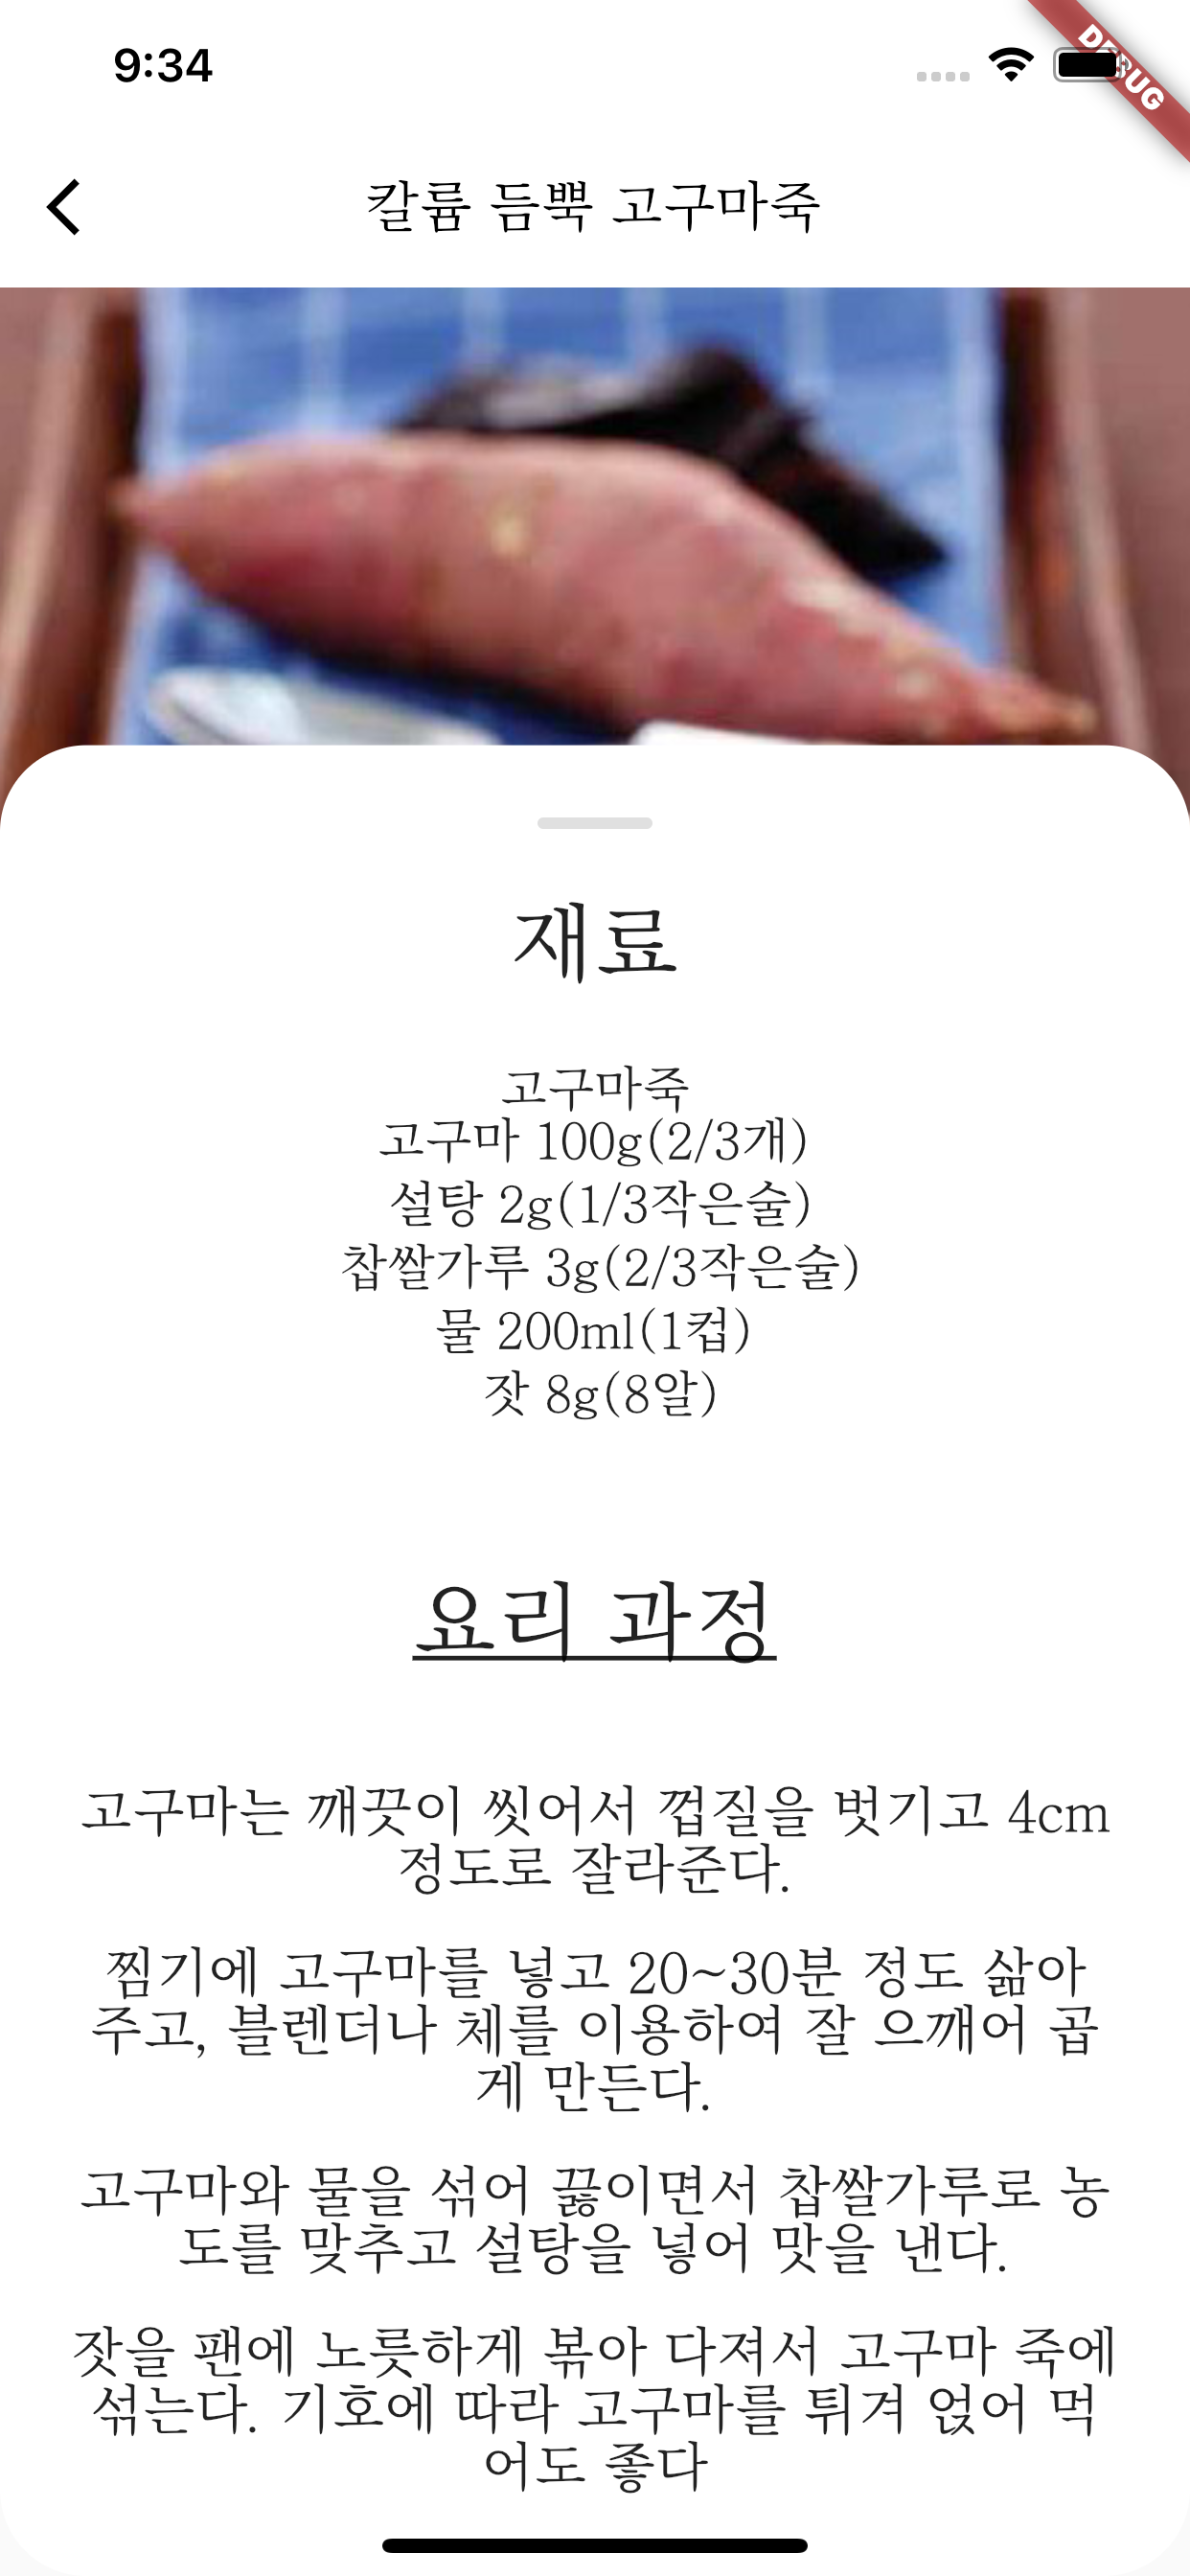 9:34
DEBUG
칼륨 듬뿍 고구마죽
재료
고구마죽
고구마 100g(2/3개)
설탕 2g(1/3작은술)
찹쌀가루 3g(2/3작은술)
물 200ml(1컵)
잣 8g(8알)
요리 과정
고구마는 깨끗이 씻어서 껍질을 벗기고 4cm
정도로 잘라준다.
찜기에 고구마를 넣고 20~30분 정도 삶아
주고, 블렌더나 체를 이용하여 잘 으깨어 곱
게 만든다.
고구마와 물을 섞어 끓이면서 찹쌀가루로 농
도를 맞추고 설탕을 넣어 맛을 낸다.
잣을 팬에 노릇하게 볶아 다져서 고구마 죽에
섞는다. 기호에 따라 고구마를 튀겨 얹어 먹
어도 좋다